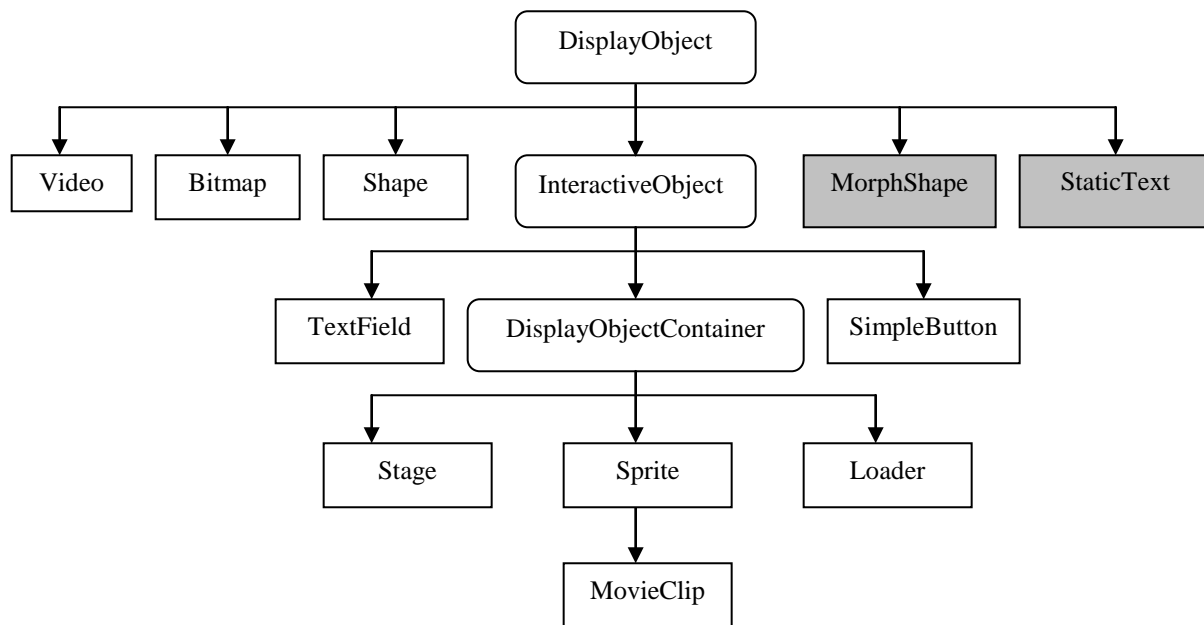 DisplayObject
Video
Bitmap
Shape
InteractiveObject
MorphShape
StaticText
TextField
DisplayObjectContainer
SimpleButton
Stage
Sprite
Loader
MovieClip